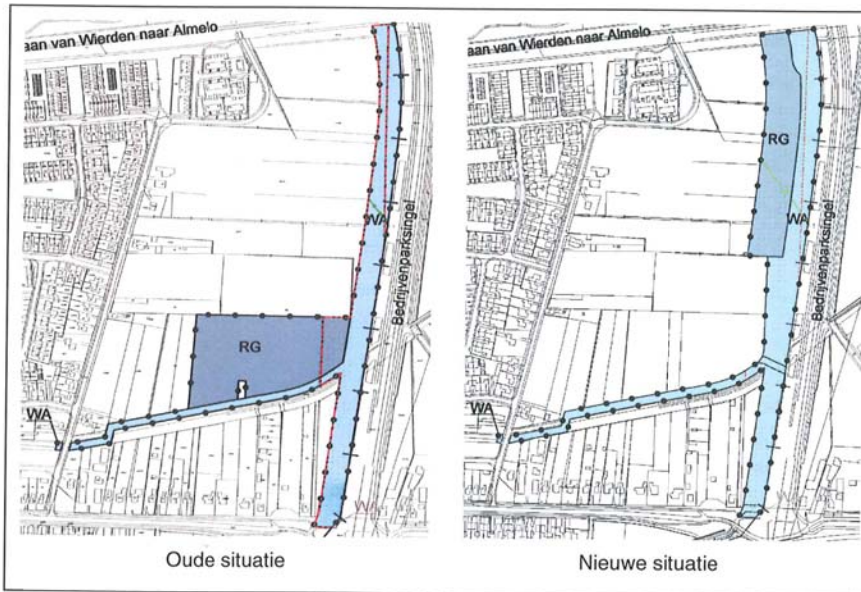 aan van Wierden naar Almelo
RG
WA
WA
Bedrijvenparksingel
WA
Oude situatie
aan van Wierden naar Almelo
RG
WA
WA
Bedrijvenparksingel
Nieuwe situatie